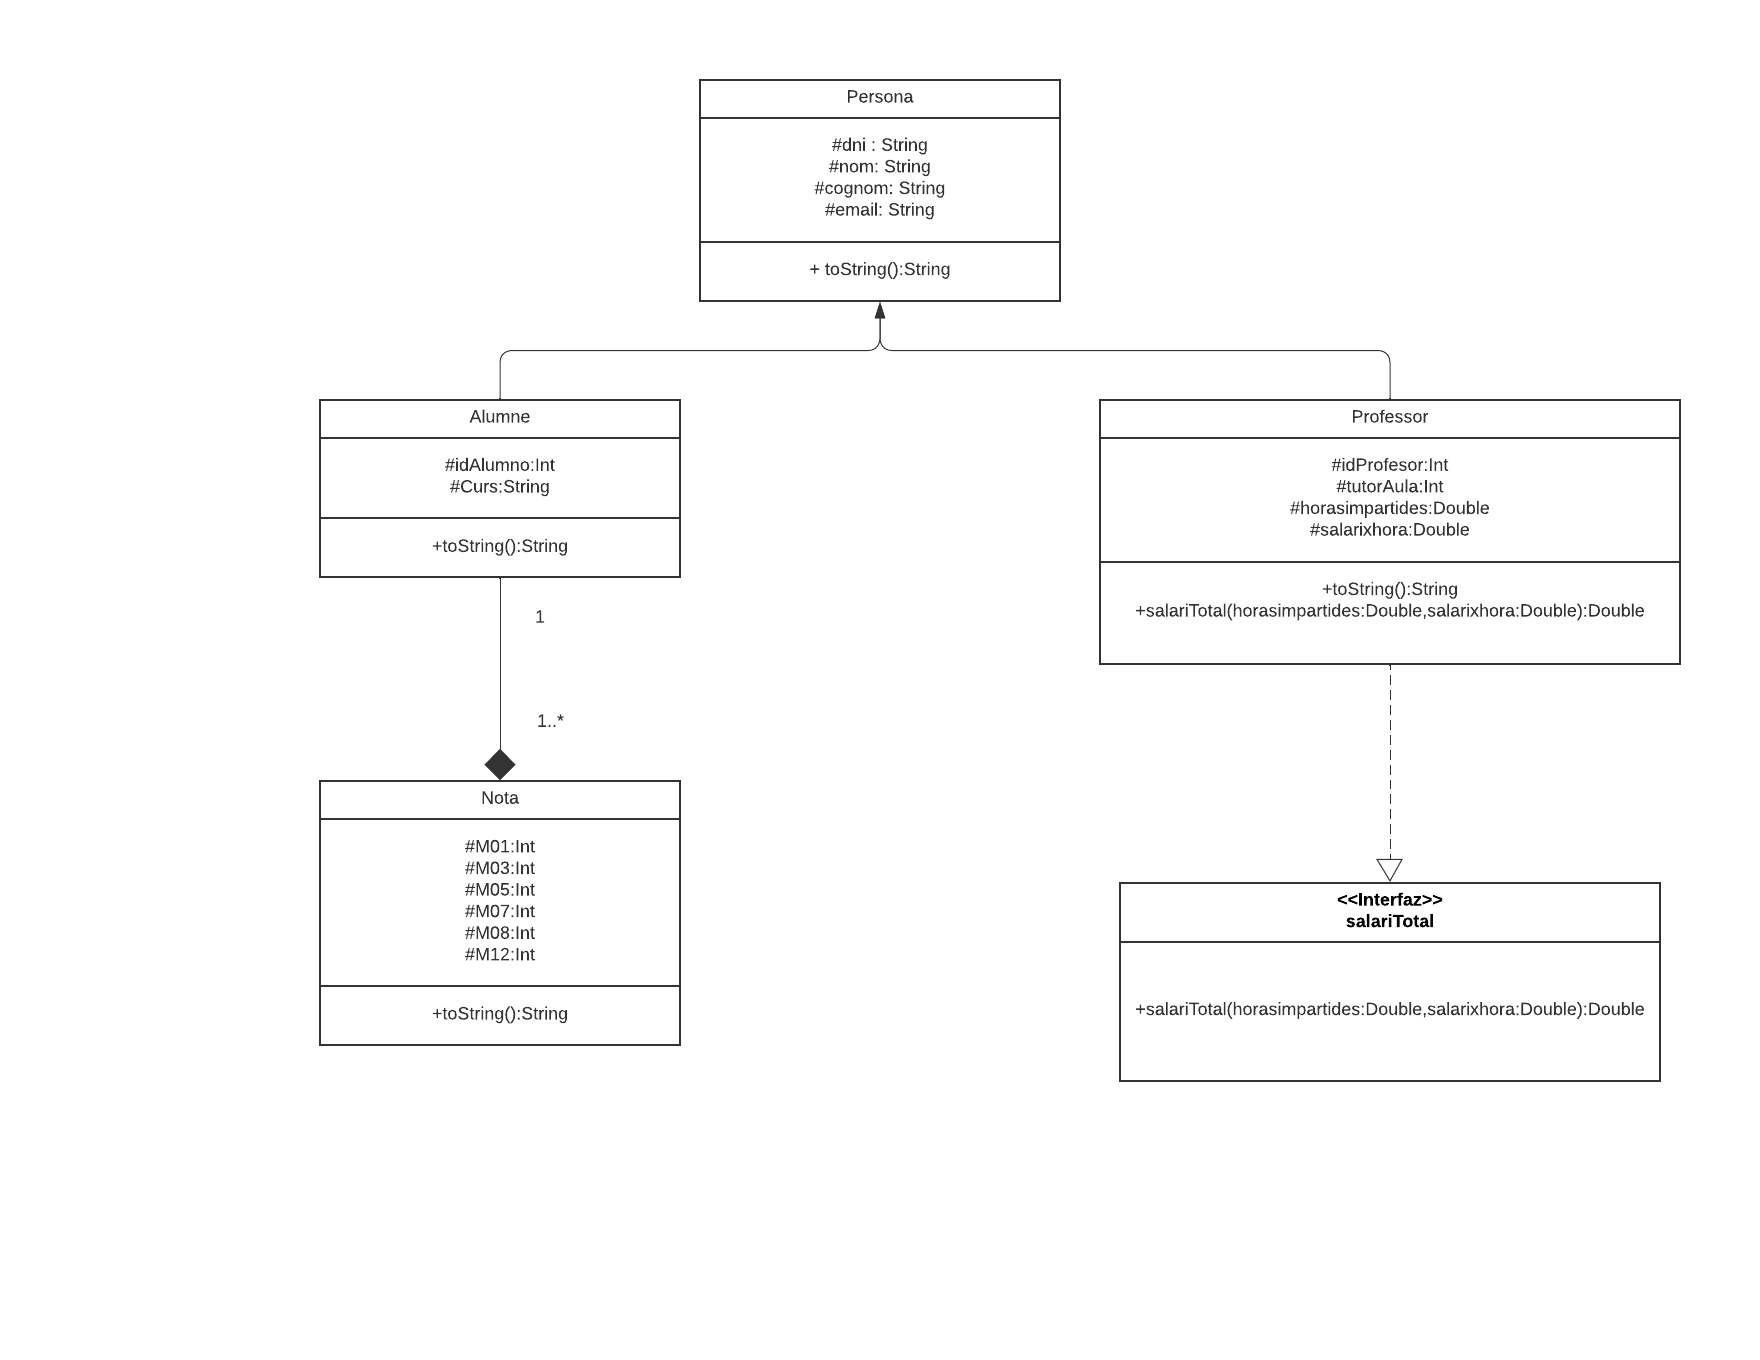 Persona
#dni : String
#nom: String
#cognom: String
#email: String
+ toString():String
Alumne
#idAlumno:Int
#Curs:String
+toString():String
Professor
#idProfesor:Int
#tutorAula:Int
#horasimpartides:Double
#salarixhora:Double
+toString():String
+salariTotal(horasimpartides:Double,salarixhora:Double):Double
1
1..*
Nota
#M01:Int
#M03:Int
#M05:Int
#M07:Int
#M08:Int
#M12:Int
+toString():String
<<Interfaz>>
salariTotal
+salariTotal(horasimpartides:Double,salarixhora:Double):Double